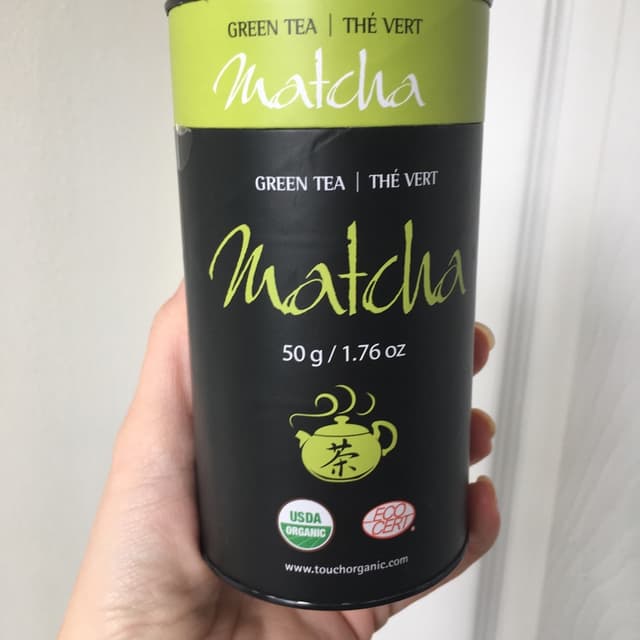 GREEN TEA | THÉ VERT
Matcha
GREEN TEA | THÉ VERT
Matcha
50 g / 1.76 oz
茶
USDA
ORGANIC
ECO
CERT
www.touchorganic.com